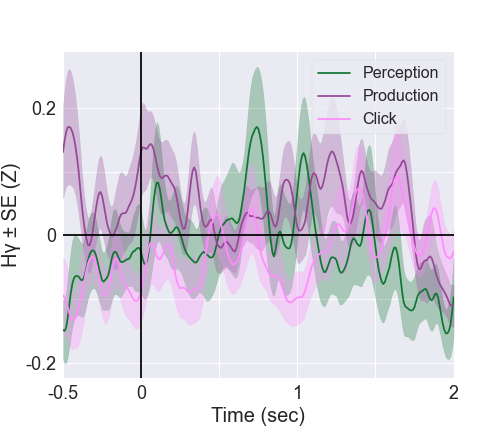 Perception
Production
Click
Hγ ± SE (Z)
0.2
0
-0.2
-0.5
0
1
2
Time (sec)